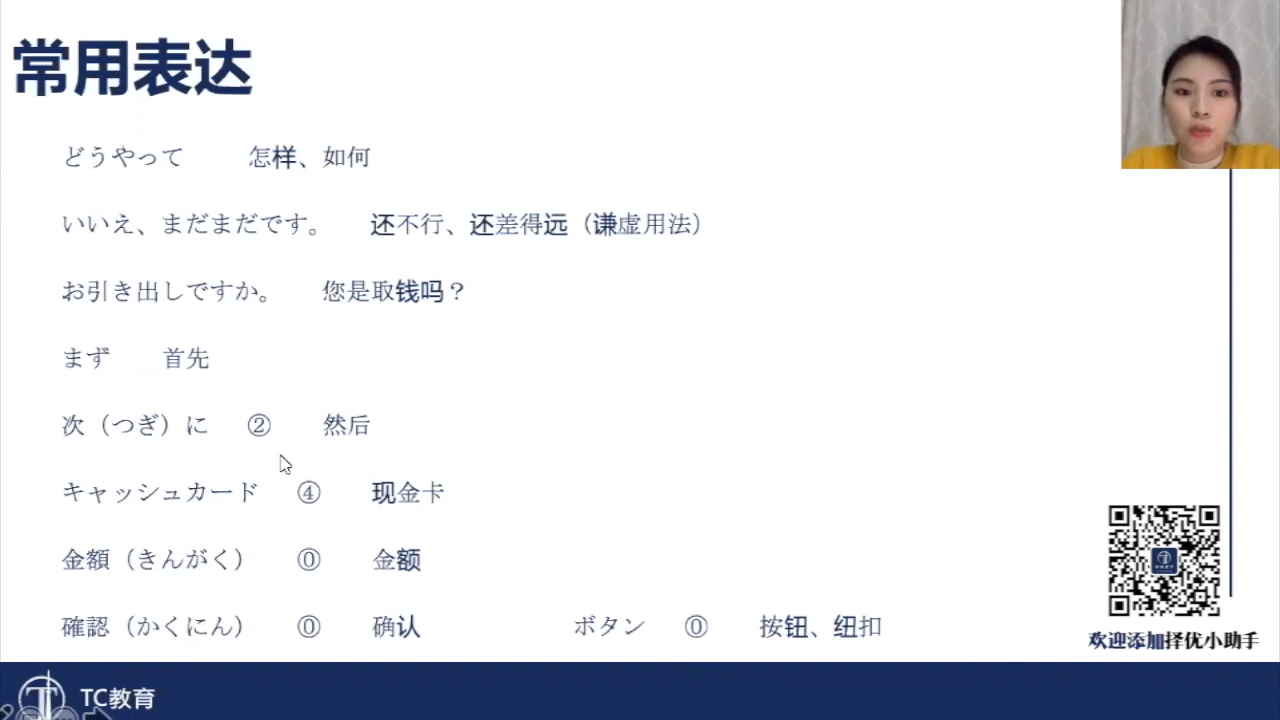 常用表达
どうやって 怎样、如何
いいえ、まだまだです。 还不行、还差得远（谦虚用法）
お引き出しですか。 您是取钱吗？
まず 首先
次（つぎ）に ② 然后
キャッシュカード ④ 现金卡
金額（きんがく） ⓪ 金额
確認（かくにん） ⓪ 确认 ボタン ⓪ 按钮、纽扣
欢迎添加择优小助手
TC教育